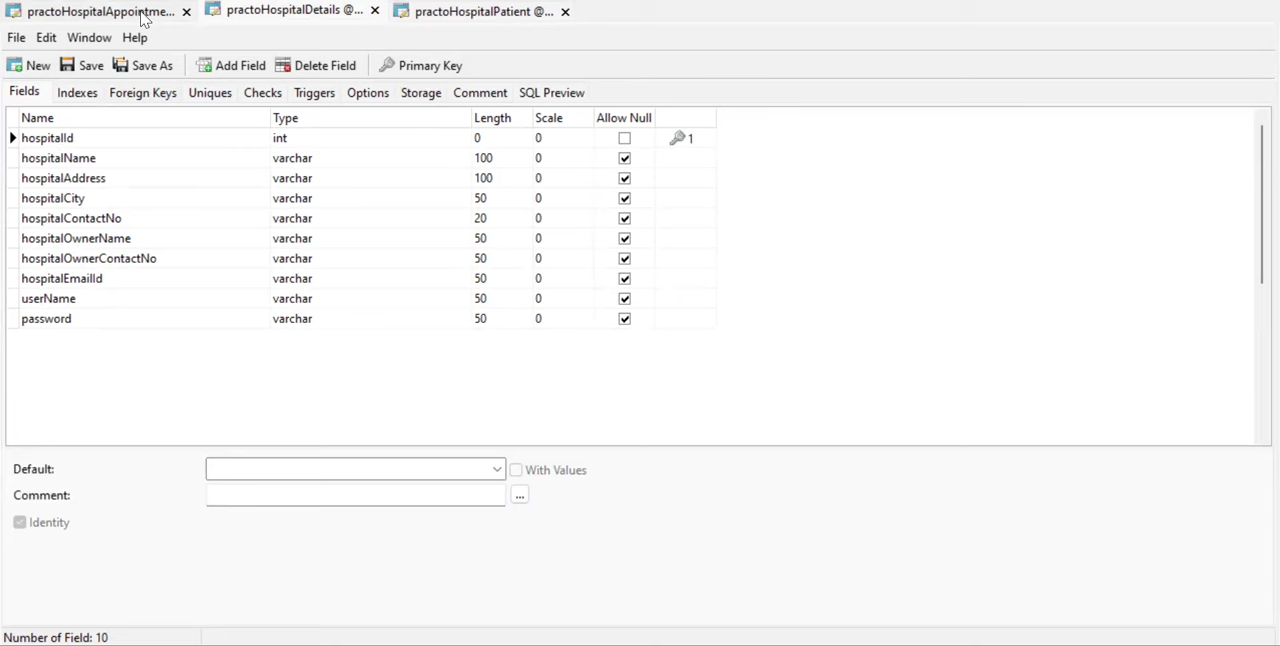 practoHospitalAppointme... practoHospitalDetails @... practoHospitalPatient @...
File Edit Window Help
New Save Save As Add Field Delete Field Primary Key
Fields Indexes Foreign Keys Uniques Checks Triggers Options Storage Comment SQL Preview
Name Type Length Scale Allow Null
hospitalId int 0 0 1
hospitalName varchar 100 0
hospitalAddress varchar 100 0
hospitalCity varchar 50 0
hospitalContactNo varchar 20 0
hospitalOwnerName varchar 50 0
hospitalOwnerContactNo varchar 50 0
hospitalEmailId varchar 50 0
userName varchar 50 0
password varchar 50 0
Default: With Values
Comment: ...
Identity
Number of Field: 10